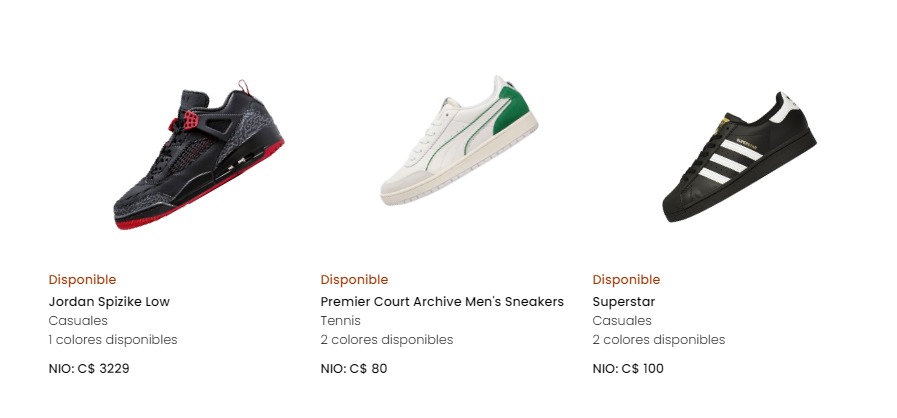 Disponible
Jordan Spizike Low
Casuales
1 colores disponibles
NIO: C$ 3229
Disponible
Premier Court Archive Men's Sneakers
Tennis
2 colores disponibles
NIO: C$ 80
SUPERSTAR
Disponible
Superstar
Casuales
2 colores disponibles
NIO: C$ 100